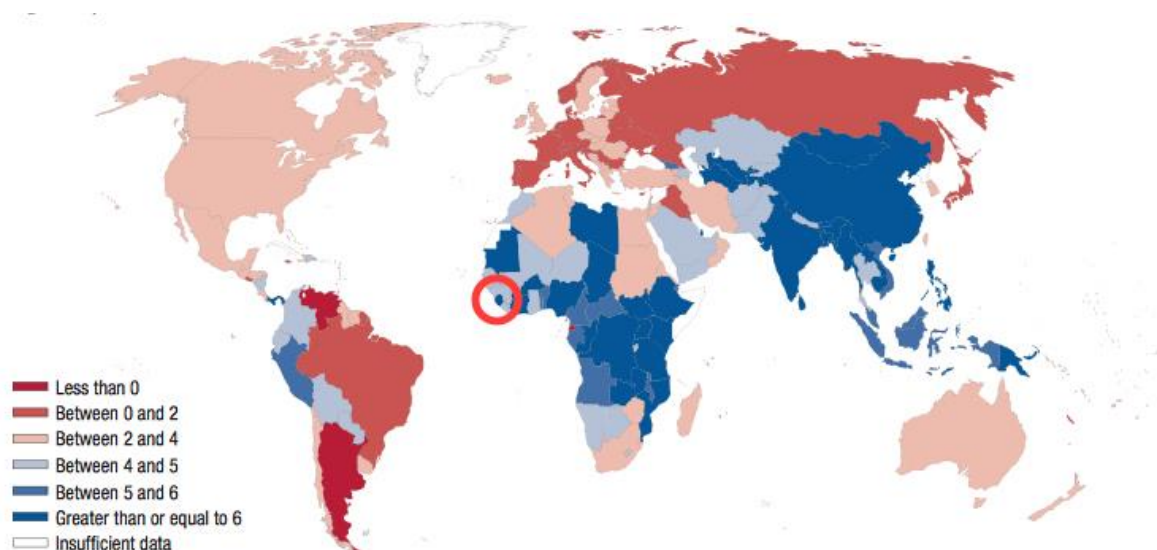 Less than 0
Between 0 and 2
Between 2 and 4
Between 4 and 5
Between 5 and 6
Greater than or equal to 6
Insufficient data